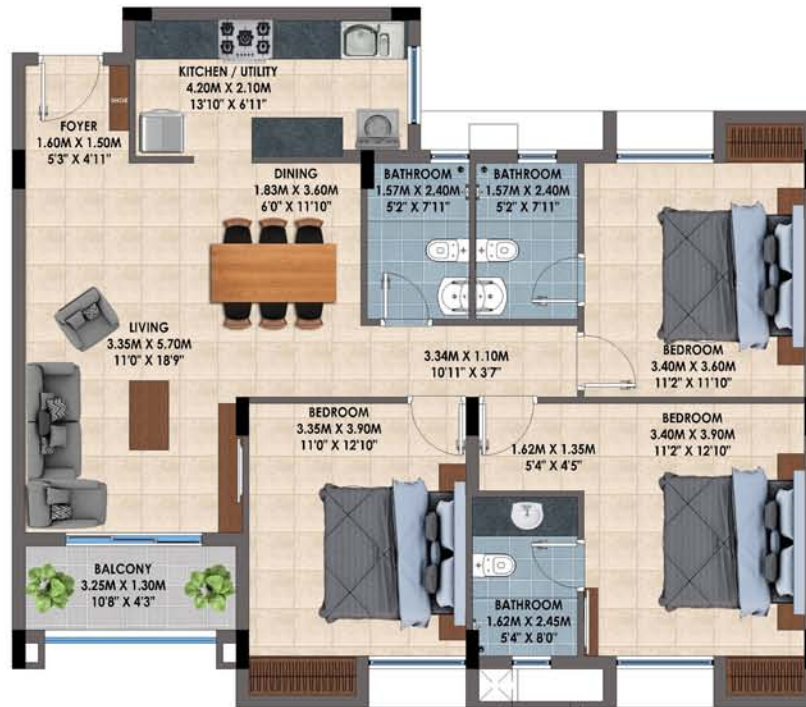 KITCHEN / UTILITY
4.20M X 2.10M
13'10" X 6'11"
SHOE
FOYER
1.60M X 1.50M
5'3" X 4'11"
DINING
1.83M X 3.60M
6'0" X 11'10"
BATHROOM
1.57M X 2.40M
5'2" X 7'11"
BATHROOM
1.57M X 2.40M
5'2" X 7'11"
LIVING
3.35M X 5.70M
11'0" X 18'9"
3.34M X 1.10M
10'11" X 3'7"
BEDROOM
3.40M X 3.60M
11'2" X 11'10"
BEDROOM
3.35M X 3.90M
11'0" X 12'10"
1.62M X 1.35M
5'4" X 4'5"
BEDROOM
3.40M X 3.90M
11'2" X 12'10"
BALCONY
3.25M X 1.30M
10'8" X 4'3"
BATHROOM
1.62M X 2.45M
5'4" X 8'0"